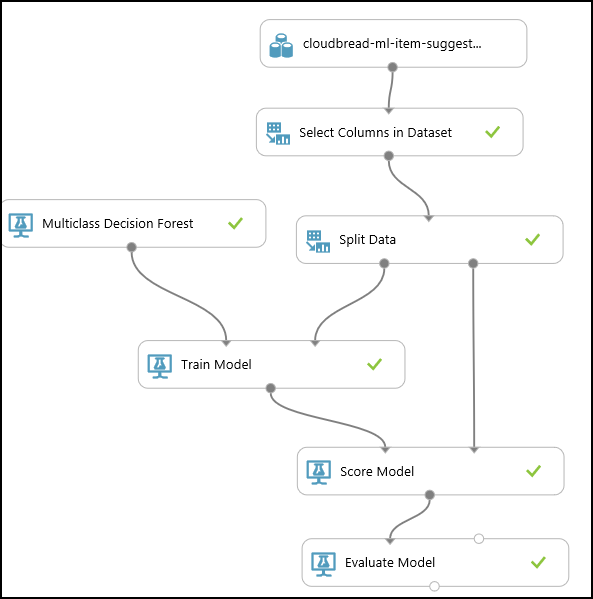 cloudbread-ml-item-suggest...
Select Columns in Dataset
Multiclass Decision Forest
Split Data
Train Model
Score Model
Evaluate Model